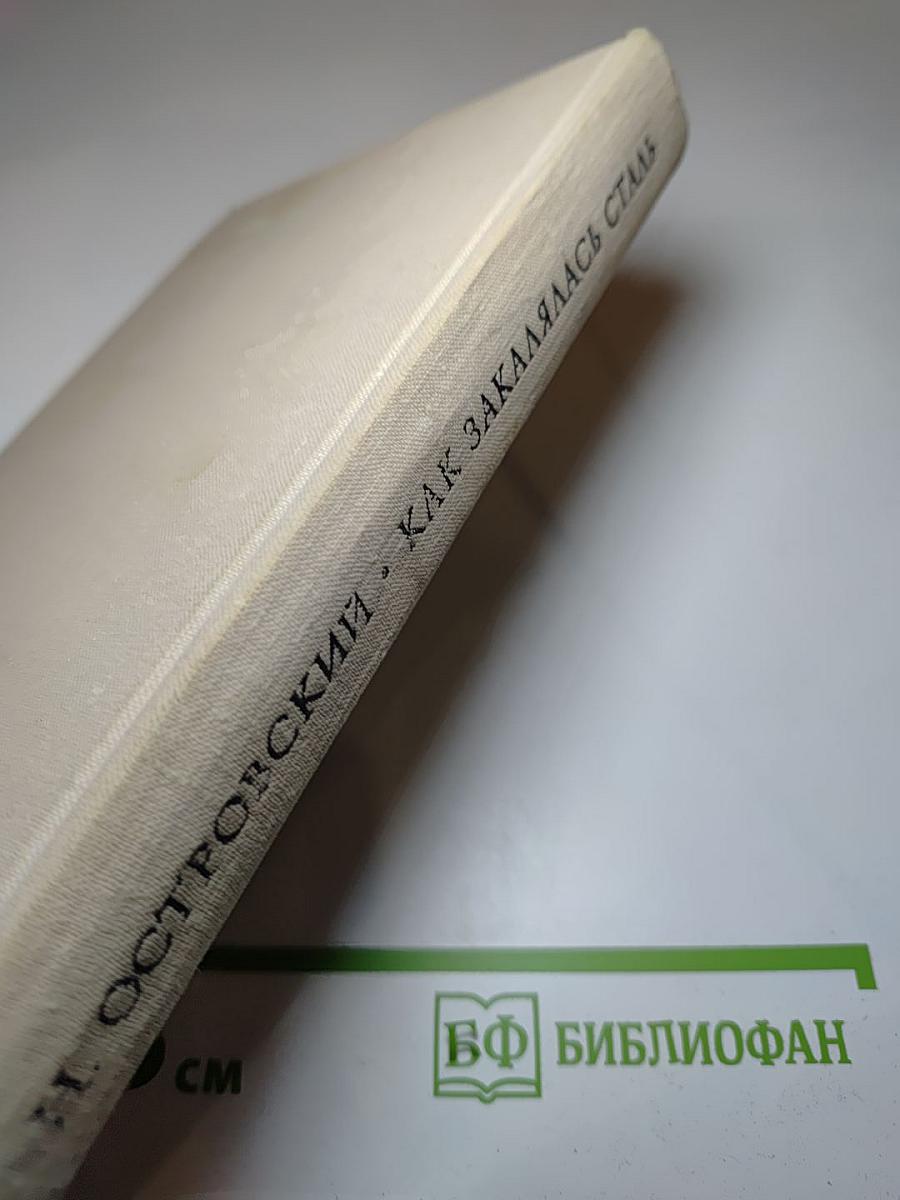 Н. ОСТРОВСКИЙ · КАК ЗАКАЛЯЛАСЬ СТАЛЬ
см
БФ БИБЛИОФАН